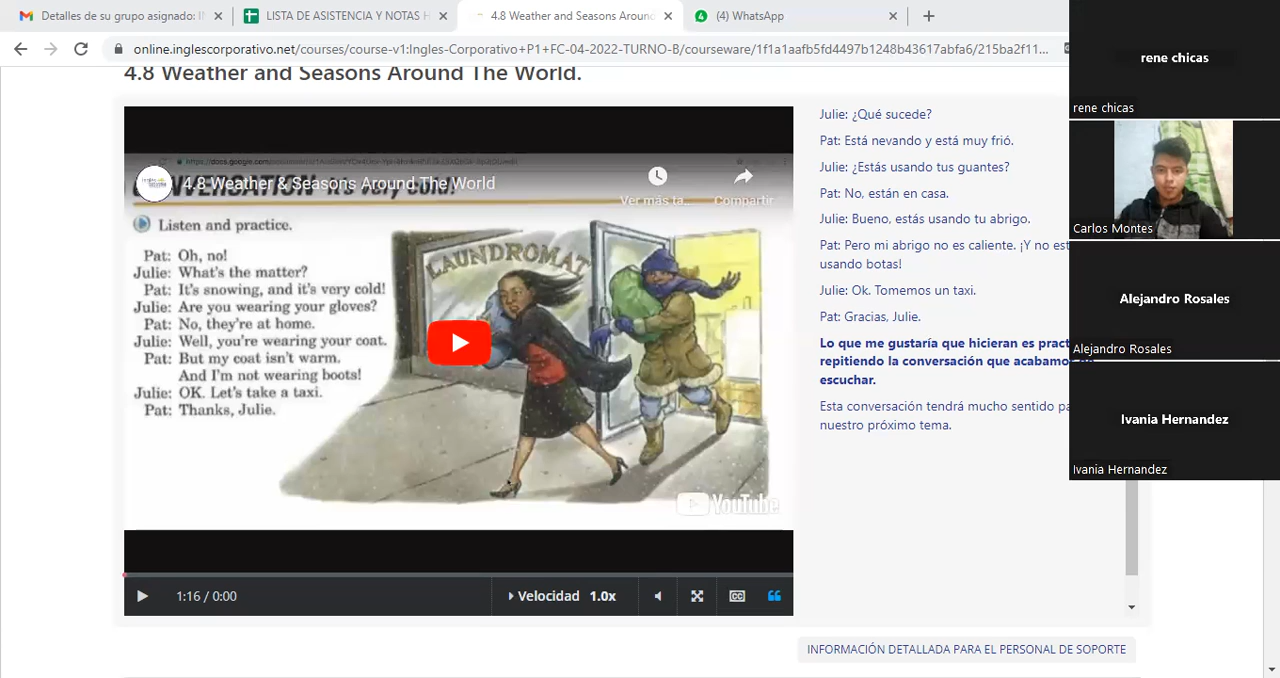 Detalles de su grupo asignado: I
LISTA DE ASISTENCIA Y NOTAS H
4.8 Weather and Seasons Aroun
(4) WhatsApp
online.inglescorporativo.net/courses/course-v1:Ingles-Corporativo+P1+FC-04-2022-TURNO-B/courseware/1f1a1aafb5fd4497b1248b43617abfa6/215ba2f11...
4.8 Weather and Seasons Around The World.
4.8 Weather & Seasons Around The World
Ver más ta...
Compartir
Listen and practice.
Pat: Oh, no!
Julie: What's the matter?
Pat: It's snowing, and it's very cold!
Julie: Are you wearing your gloves?
Pat: No, they're at home.
Julie: Well, you're wearing your coat.
Pat: But my coat isn't warm.
And I'm not wearing boots!
Julie: OK. Let's take a taxi.
Pat: Thanks, Julie.
LAUNDROMAT
YouTube
1:16 / 0:00
Velocidad 1.0x
Julie: ¿Qué sucede?
Pat: Está nevando y está muy frió.
Julie: ¿Estás usando tus guantes?
Pat: No, están en casa.
Julie: Bueno, estás usando tu abrigo.
Pat: Pero mi abrigo no es caliente. ¡Y no est
usando botas!
Julie: Ok. Tomemos un taxi.
Pat: Gracias, Julie.
Lo que me gustaría que hicieran es pract
repitiendo la conversación que acabamos
escuchar.
Esta conversación tendrá mucho sentido pa
nuestro próximo tema.
INFORMACIÓN DETALLADA PARA EL PERSONAL DE SOPORTE
rene chicas
rene chicas
Carlos Montes
Alejandro Rosales
Alejandro Rosales
Ivania Hernandez
Ivania Hernandez